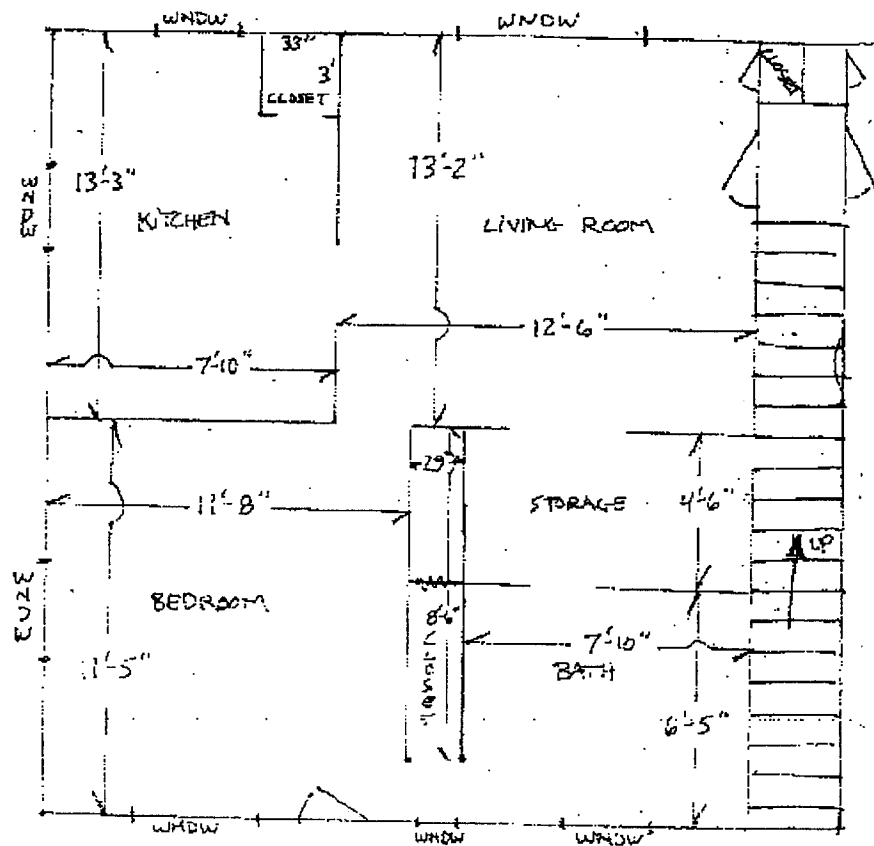 WNDW
WNDW
33"
3'
CLOSET
CLOSET
13'-3"
13'-2"
WNDW
KITCHEN
LIVING ROOM
12'-6"
7'-10"
29"
11'-8"
STORAGE
4'-6"
UP
WNDW
BEDROOM
8'-6"
7'-10"
BATH
11'-5"
6'-5"
WNDW
WNDW
WNDW